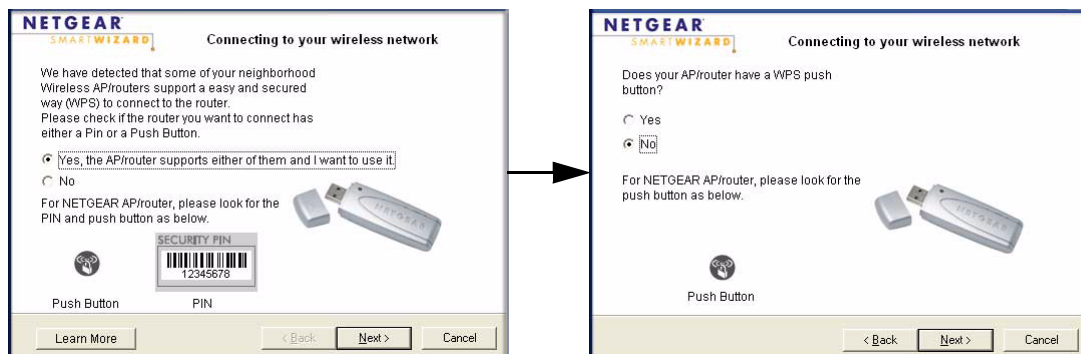 NETGEAR
SMARTWIZARD
Connecting to your wireless network
We have detected that some of your neighborhood
Wireless AP/routers support a easy and secured
way (WPS) to connect to the router.
Please check if the router you want to connect has
either a Pin or a Push Button.
Yes, the AP/router supports either of them and I want to use it.
No
For NETGEAR AP/router, please look for the
PIN and push button as below.
NETGEAR
SECURITY PIN
12345678
Push Button
PIN
Learn More
< Back
Next >
Cancel
NETGEAR
SMARTWIZARD
Connecting to your wireless network
Does your AP/router have a WPS push
button?
Yes
No
For NETGEAR AP/router, please look for the
push button as below.
NETGEAR
Push Button
< Back
Next >
Cancel